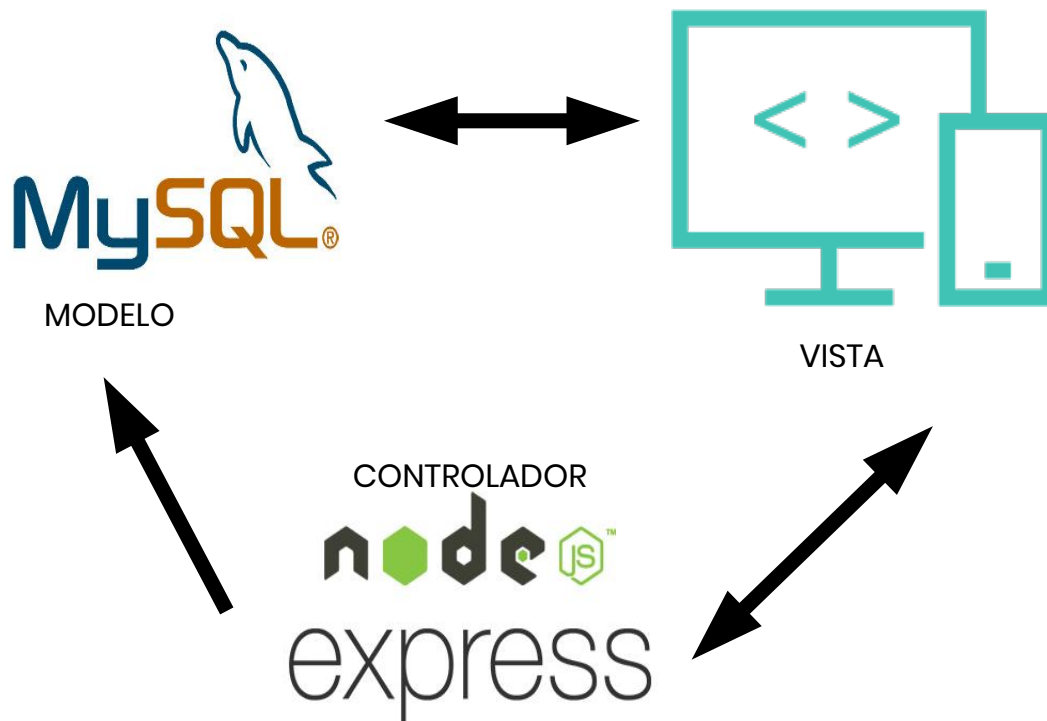 MySQL®
< >
MODELO
VISTA
CONTROLADOR
node JS™
express